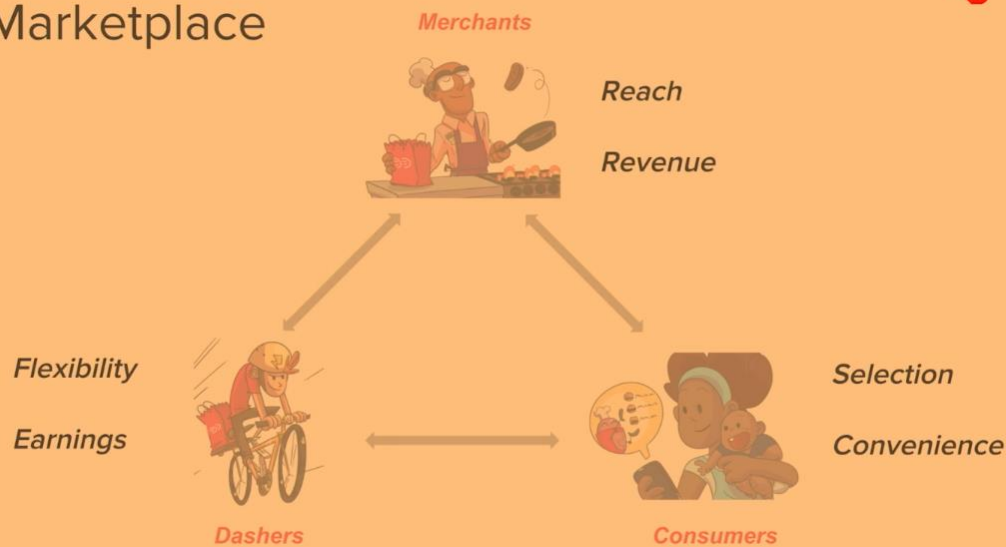 Marketplace
Merchants
Reach
Revenue
Flexibility
Earnings
Selection
Convenience
Dashers
Consumers